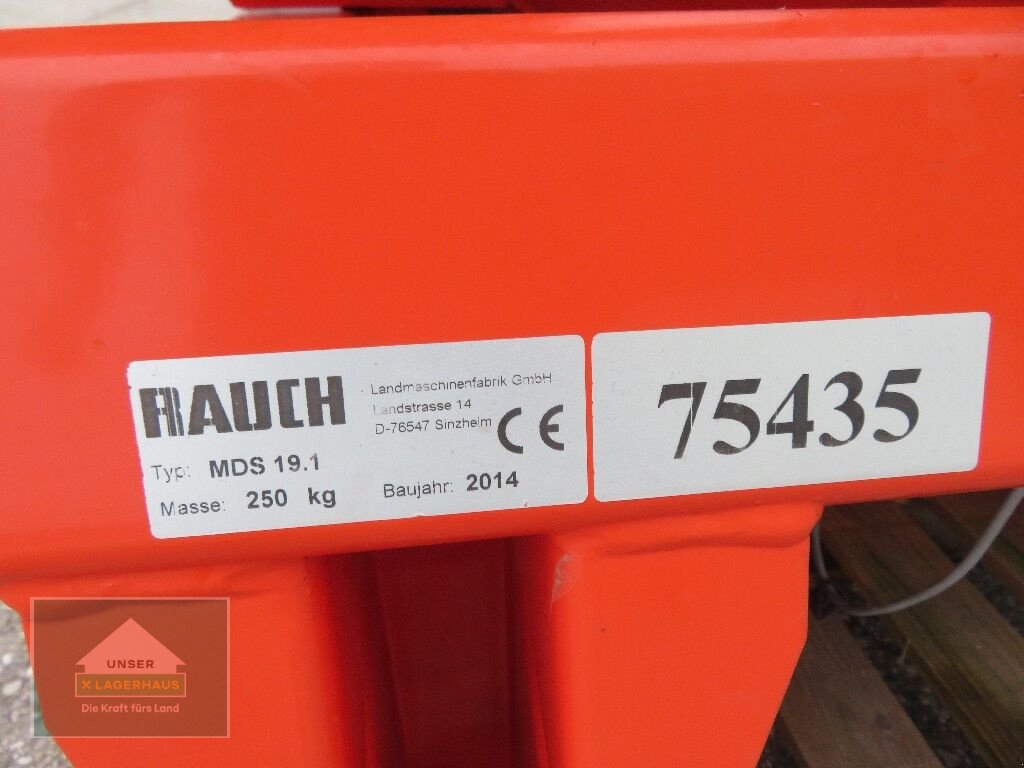 RAUCH
Landmaschinenfabrik GmbH
Landstrasse 14
D-76547 Sinzheim
CE
Typ: MDS 19.1
Masse: 250 kg
Baujahr: 2014
75435
UNSER
X LAGERHAUS
Die Kraft fürs Land